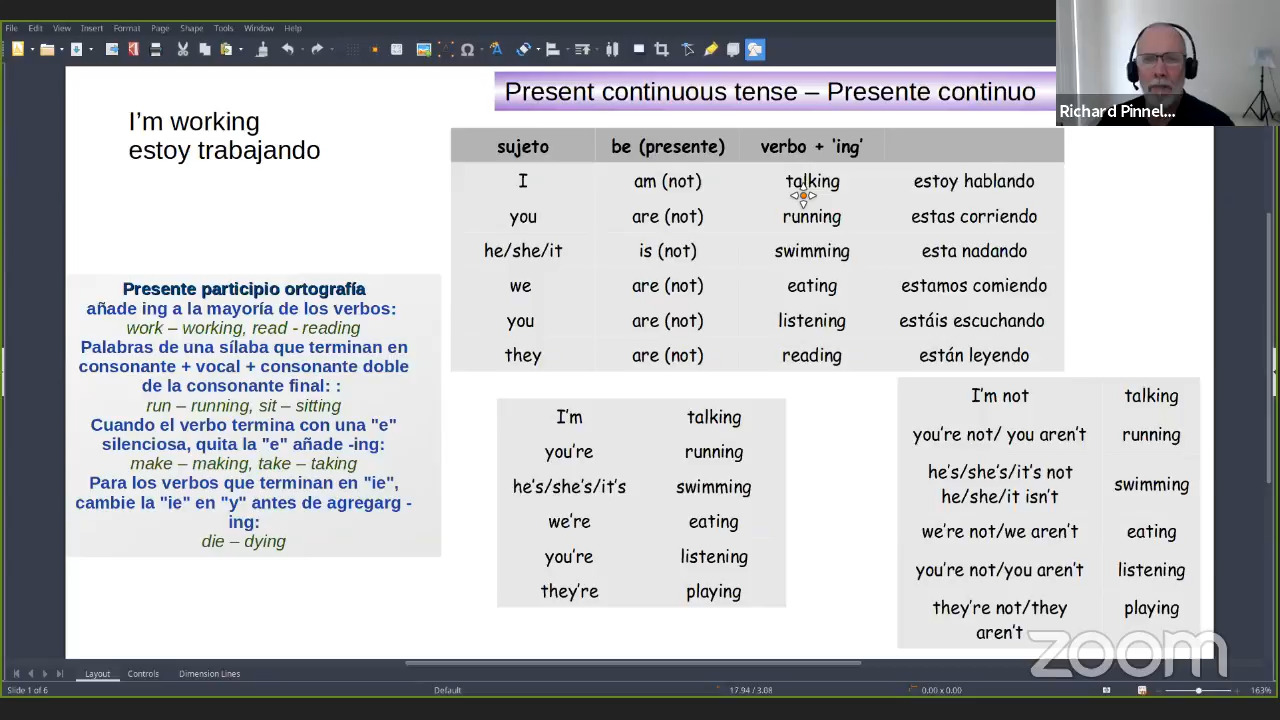 File Edit View Insert Format Page Shape Tools Window Help
Present continuous tense – Presente continuo
Richard Pinnel...
I'm working
estoy trabajando
sujeto be (presente) verbo + 'ing'
I am (not) talking estoy hablando
you are (not) running estas corriendo
he/she/it is (not) swimming esta nadando
we are (not) eating estamos comiendo
you are (not) listening estáis escuchando
they are (not) reading están leyendo
Presente participio ortografía
añade ing a la mayoría de los verbos:
work – working, read - reading
Palabras de una sílaba que terminan en
consonante + vocal + consonante doble
de la consonante final: :
run – running, sit – sitting
Cuando el verbo termina con una "e"
silenciosa, quita la "e" añade -ing:
make – making, take – taking
Para los verbos que terminan en "ie",
cambie la "ie" en "y" antes de agregarg -
ing:
die – dying
I'm talking
you're running
he's/she's/it's swimming
we're eating
you're listening
they're playing
I'm not talking
you're not/ you aren't running
he's/she's/it's not
he/she/it isn't swimming
we're not/we aren't eating
you're not/you aren't listening
they're not/they playing
aren't
zoom
Layout Controls Dimension Lines
Slide 1 of 6 Default 17.94 / 3.08 0.00 x 0.00 163%